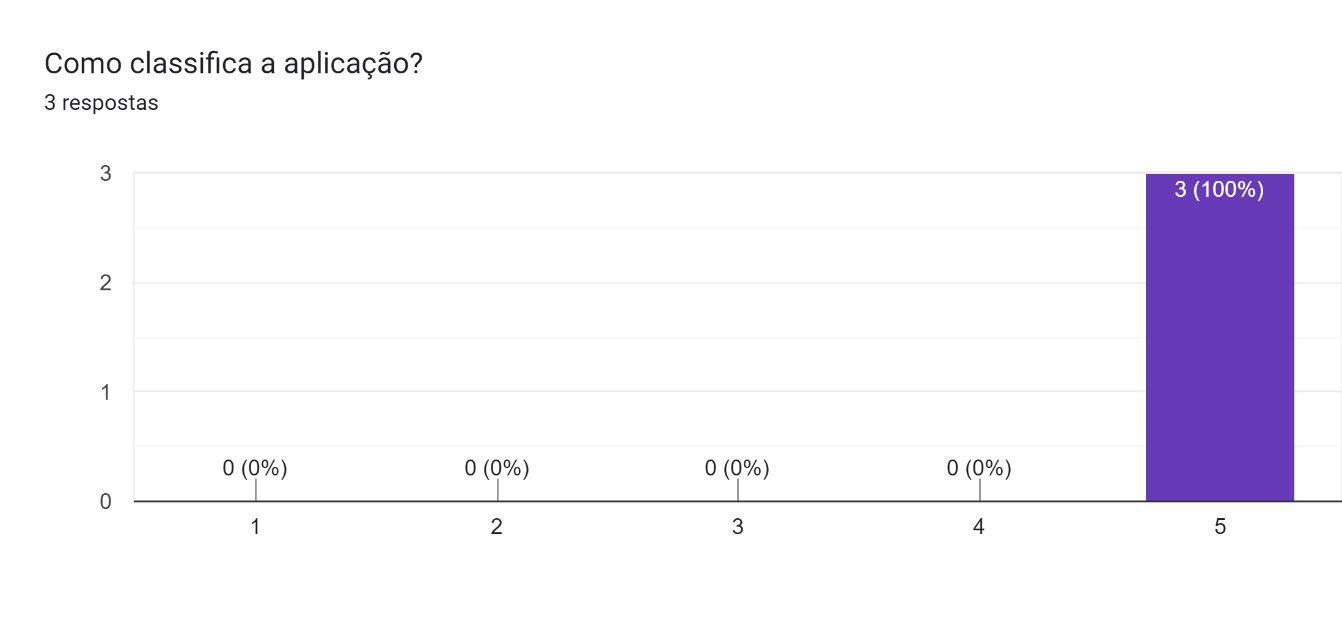 Como classifica a aplicação?
3 respostas
3
3 (100%)
2
1
0 (0%) 0 (0%) 0 (0%) 0 (0%)
0
1 2 3 4 5